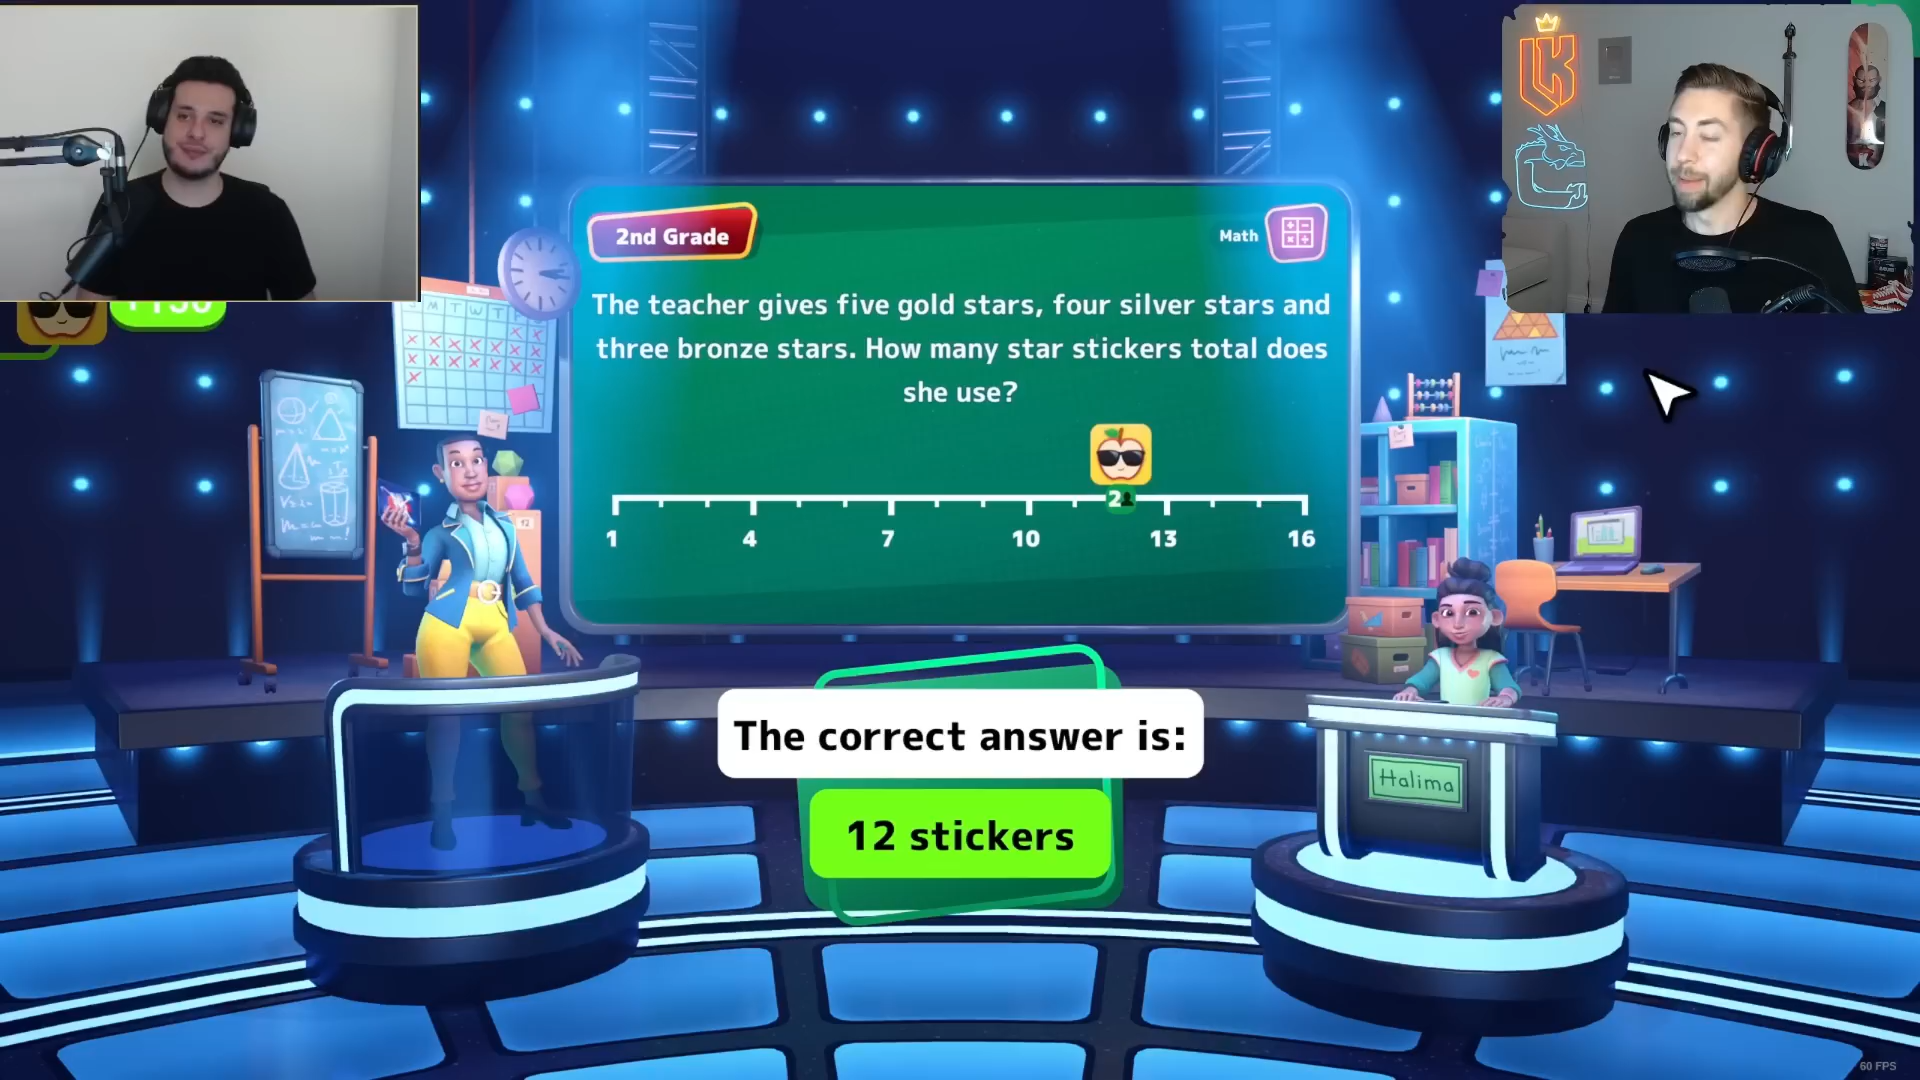 2nd Grade
Math
The teacher gives five gold stars, four silver stars and
three bronze stars. How many star stickers total does
she use?
2
1 4 7 10 13 16
The correct answer is:
12 stickers
Halima
M T W T
12
60 FPS